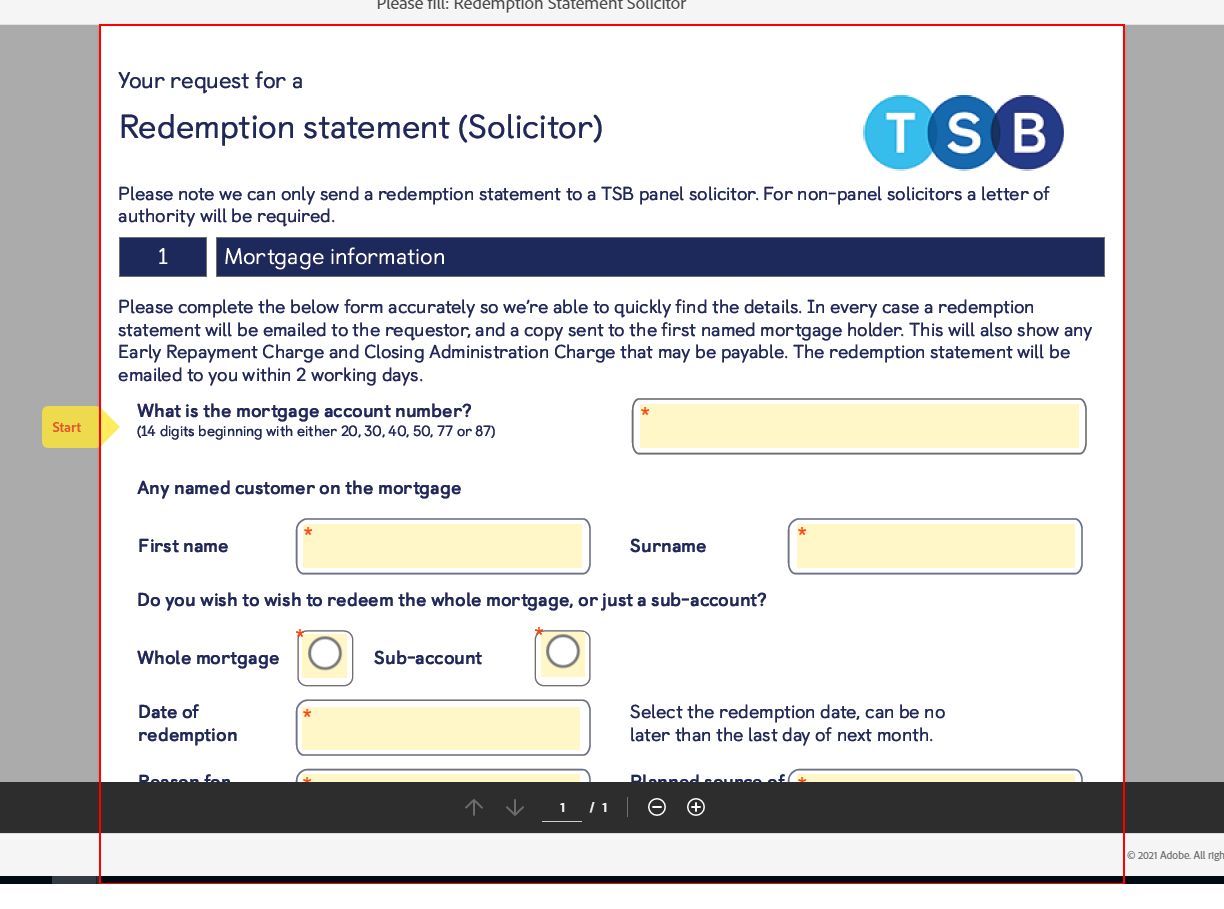 Please fill: Redemption Statement Solicitor
Your request for a
Redemption statement (Solicitor)
TSB
Please note we can only send a redemption statement to a TSB panel solicitor. For non-panel solicitors a letter of
authority will be required.
1 Mortgage information
Please complete the below form accurately so we're able to quickly find the details. In every case a redemption
statement will be emailed to the requestor, and a copy sent to the first named mortgage holder. This will also show any
Early Repayment Charge and Closing Administration Charge that may be payable. The redemption statement will be
emailed to you within 2 working days.
Start
What is the mortgage account number? *
(14 digits beginning with either 20, 30, 40, 50, 77 or 87)
Any named customer on the mortgage
First name * Surname *
Do you wish to wish to redeem the whole mortgage, or just a sub-account?
Whole mortgage * Sub-account *
Date of
redemption *
Select the redemption date, can be no
later than the last day of next month.
Reason for * Planned source of *
1 / 1
© 2021 Adobe. All righ